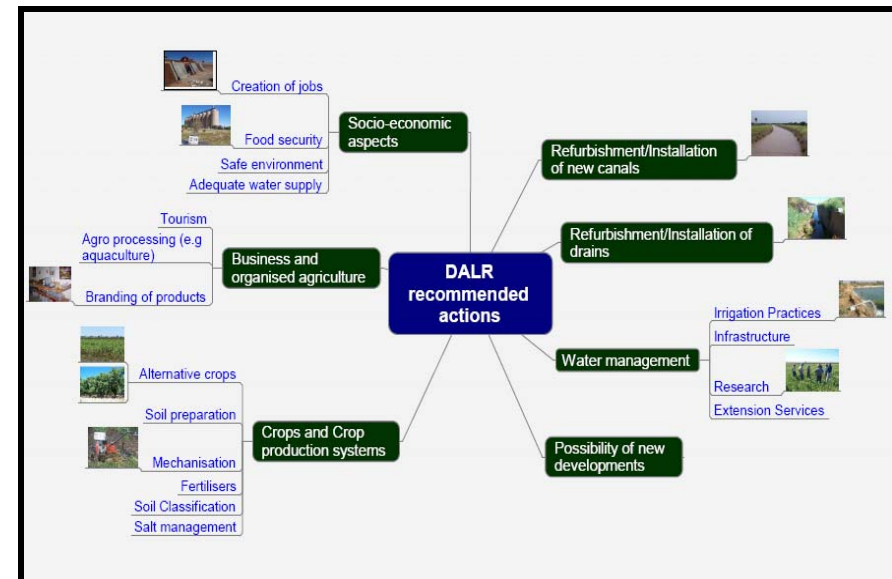 Creation of jobs
Food security
Safe environment
Adequate water supply
Socio-economic
aspects
Tourism
Agro processing (e.g
aquaculture)
Branding of products
Business and
organised agriculture
Alternative crops
Soil preparation
Mechanisation
Fertilisers
Soil Classification
Salt management
Crops and Crop
production systems
DALR
recommended
actions
Refurbishment/Installation
of new canals
Refurbishment/Installation of
drains
Water management
Irrigation Practices
Infrastructure
Research
Extension Services
Possibility of new
developments